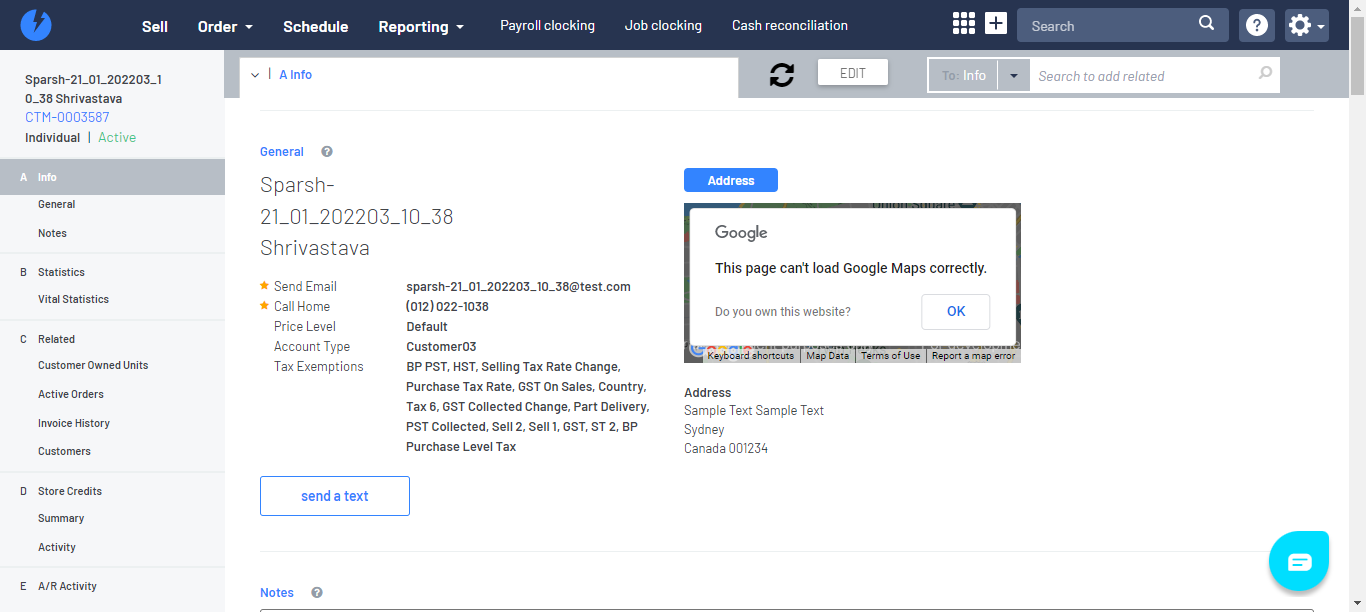 Sell
Order
Schedule
Reporting
Payroll clocking
Job clocking
Cash reconciliation
Search
Sparsh-21_01_202203_1
0_38 Shrivastava
CTM-0003587
Individual | Active
A Info
General
Notes
B Statistics
Vital Statistics
C Related
Customer Owned Units
Active Orders
Invoice History
Customers
D Store Credits
Summary
Activity
E A/R Activity
A Info
EDIT
To: Info
Search to add related
General
Sparsh-
21_01_202203_10_38
Shrivastava
Send Email sparsh-21_01_202203_10_38@test.com
Call Home (012) 022-1038
Price Level Default
Account Type Customer03
Tax Exemptions BP PST, HST, Selling Tax Rate Change,
Purchase Tax Rate, GST On Sales, Country,
Tax 6, GST Collected Change, Part Delivery,
PST Collected, Sell 2, Sell 1, GST, ST 2, BP
Purchase Level Tax
send a text
Address
Union Square
Google
This page can't load Google Maps correctly.
Do you own this website?
OK
Keyboard shortcuts
Map Data
Terms of Use
Report a map error
Address
Sample Text Sample Text
Sydney
Canada 001234
Notes